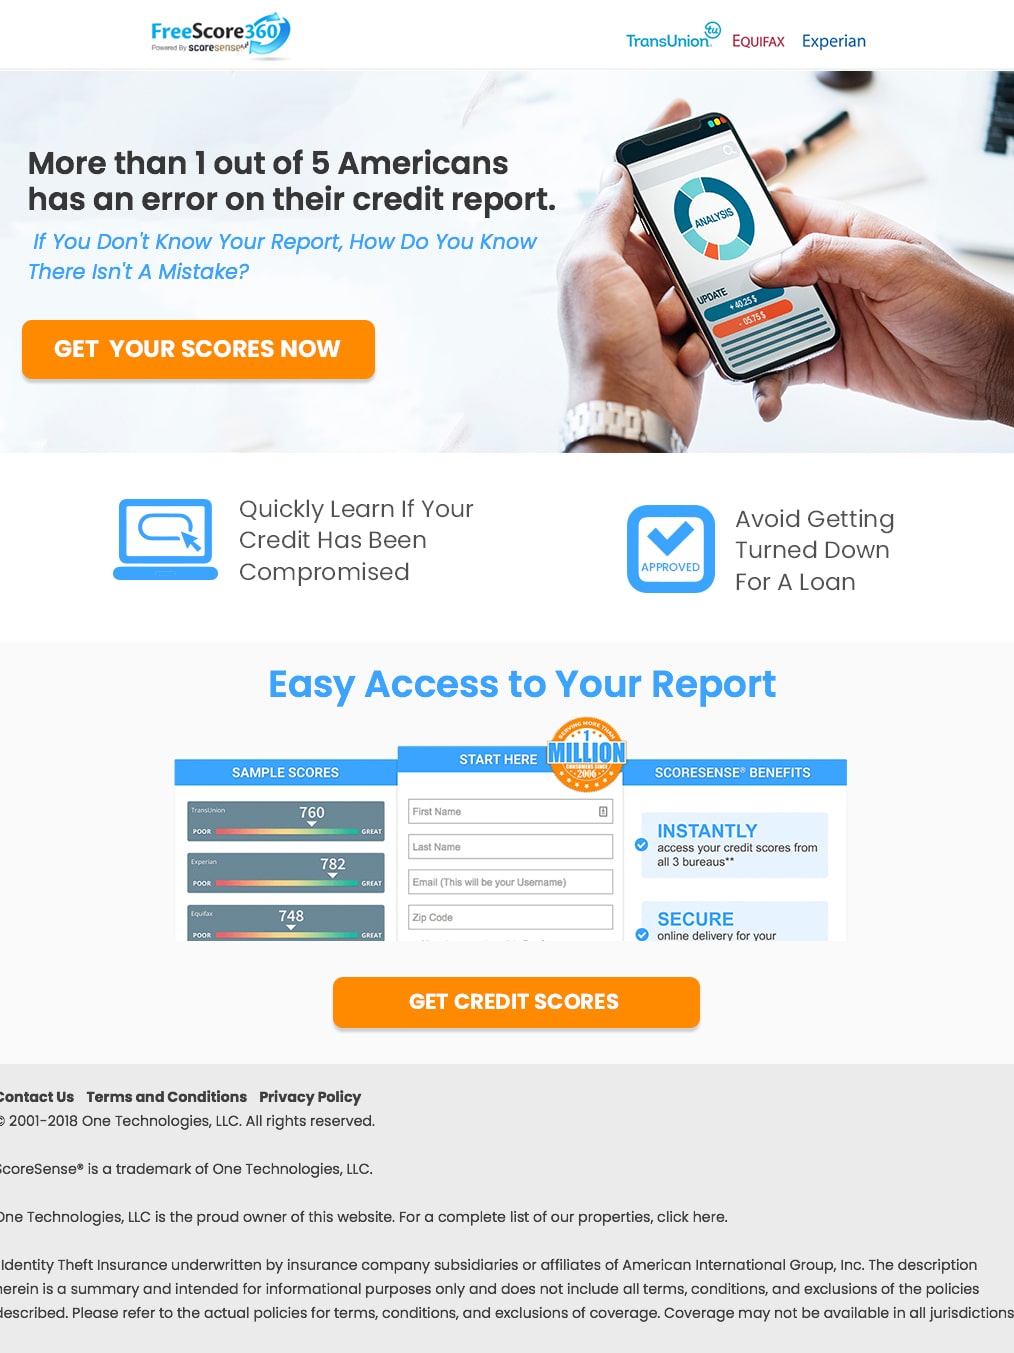 FreeScore360
Powered By scoresense
TransUnion tu EQUIFAX Experian
More than 1 out of 5 Americans
has an error on their credit report.
If You Don't Know Your Report, How Do You Know
There Isn't A Mistake?
GET YOUR SCORES NOW
ANALYSIS
UPDATE
+ 40.25 $
- 05.75 $
Quickly Learn If Your
Credit Has Been
Compromised
APPROVED
Avoid Getting
Turned Down
For A Loan
Easy Access to Your Report
SAMPLE SCORES
TransUnion
760
POOR GREAT
Experian
782
POOR GREAT
Equifax
748
POOR GREAT
START HERE
SERVING MORE THAN
1
MILLION
CONSUMERS SINCE
2006
First Name
Last Name
Email (This will be your Username)
Zip Code
SCORESENSE® BENEFITS
INSTANTLY
access your credit scores from
all 3 bureaus**
SECURE
online delivery for your
GET CREDIT SCORES
Contact Us Terms and Conditions Privacy Policy
© 2001-2018 One Technologies, LLC. All rights reserved.
ScoreSense® is a trademark of One Technologies, LLC.
One Technologies, LLC is the proud owner of this website. For a complete list of our properties, click here.
Identity Theft Insurance underwritten by insurance company subsidiaries or affiliates of American International Group, Inc. The description
herein is a summary and intended for informational purposes only and does not include all terms, conditions, and exclusions of the policies
described. Please refer to the actual policies for terms, conditions, and exclusions of coverage. Coverage may not be available in all jurisdictions